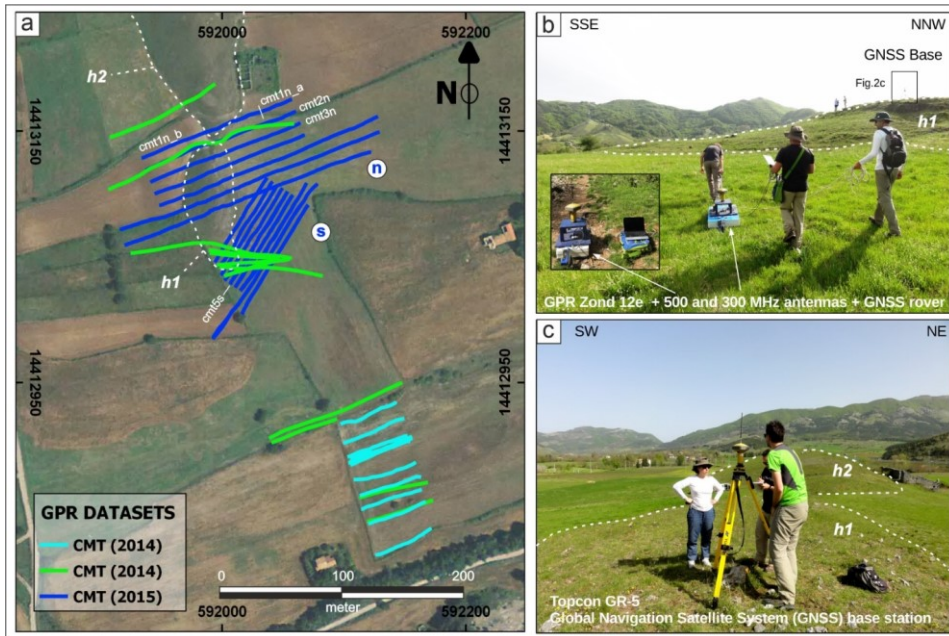 a
592000
592200
h2
N
cmt1n_a
cmt2n
cmt3n
cmt1n_b
14413150
14413150
n
s
h1
cmt5s
14412950
14412950
GPR DATASETS
CMT (2014)
CMT (2014)
CMT (2015)
0 100 200
meter
592000
592200
b
SSE
NNW
GNSS Base
Fig.2c
h1
GPR Zond 12e + 500 and 300 MHz antennas + GNSS rover
c
SW
NE
h2
h1
Topcon GR-5
Global Navigation Satellite System (GNSS) base station